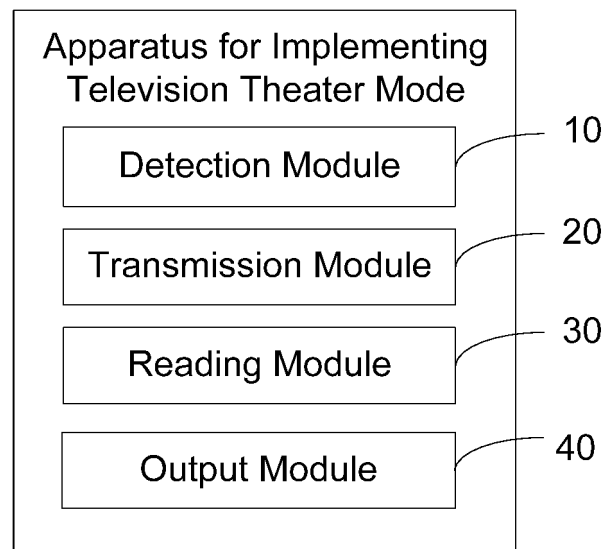 Apparatus for Implementing
Television Theater Mode
Detection Module
10
Transmission Module
20
Reading Module
30
Output Module
40